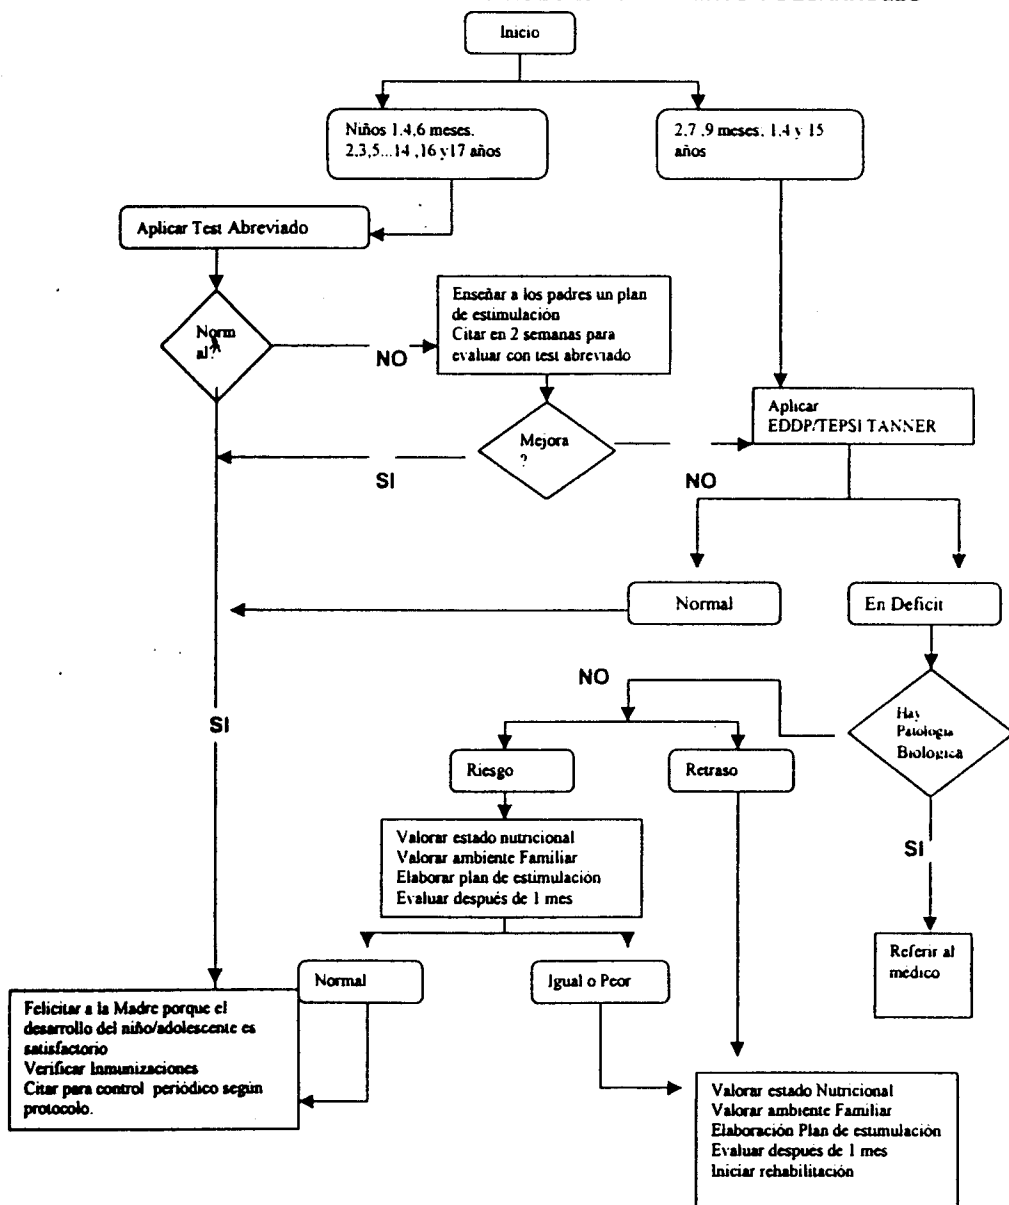 Inicio
Niños 1,4,6 meses,
2,3,5...14 ,16 y17 años
2,7 ,9 meses, 1,4 y 15
años
Aplicar Test Abreviado
Norm
al?
NO
Enseñar a los padres un plan
de estimulación
Citar en 2 semanas para
evaluar con test abreviado
Aplicar
EDDP/TEPSI TANNER
Mejora
?
SI
NO
Normal
En Deficit
NO
SI
Hay
Patologia
Biologica
Riesgo
Retraso
Valorar estado nutricional
Valorar ambiente Familiar
Elaborar plan de estimulación
Evaluar después de 1 mes
SI
Referir al
médico
Normal
Igual o Peor
Felicitar a la Madre porque el
desarrollo del niño/adolescente es
satisfactorio
Verificar Inmunizaciones
Citar para control periódico según
protocolo.
Valorar estado Nutricional
Valorar ambiente Familiar
Elaboración Plan de estimulación
Evaluar después de 1 mes
Iniciar rehabilitación